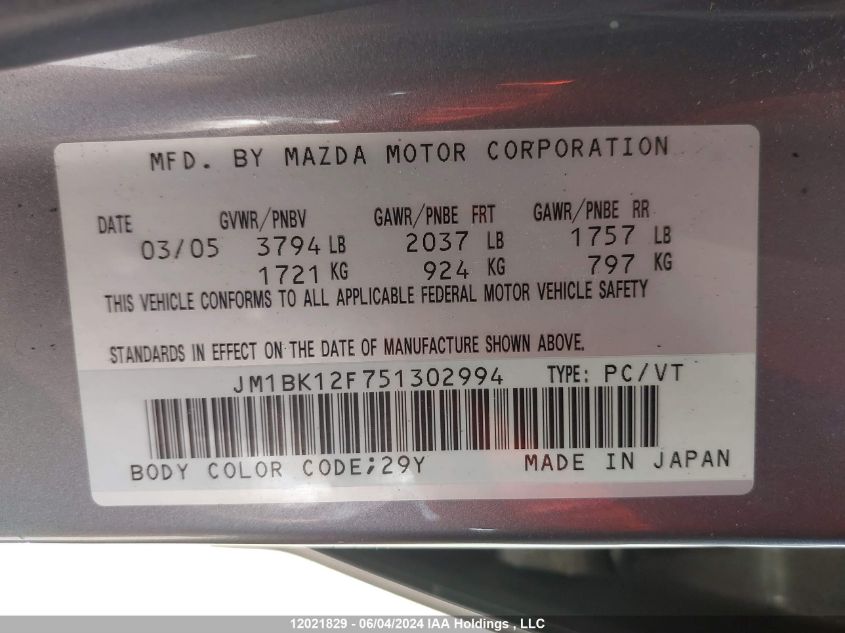 MFD. BY MAZDA MOTOR CORPORATION
DATE GVWR/PNBV GAWR/PNBE FRT GAWR/PNBE RR
03/05 3794 LB 2037 LB 1757 LB
1721 KG 924 KG 797 KG
THIS VEHICLE CONFORMS TO ALL APPLICABLE FEDERAL MOTOR VEHICLE SAFETY
STANDARDS IN EFFECT ON THE DATE OF MANUFACTURE SHOWN ABOVE.
JM1BK12F751302994 TYPE: PC/VT
BODY COLOR CODE;29Y MADE IN JAPAN
12021829 - 06/04/2024 IAA Holdings , LLC